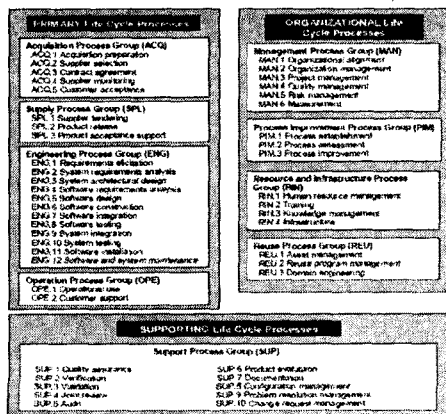 PRIMARY Life Cycle Processes
Acquisition Process Group (ACQ)
ACQ.1 Acquisition preparation
ACQ.2 Supplier selection
ACQ.3 Contract agreement
ACQ.4 Supplier monitoring
ACQ.5 Customer acceptance
Supply Process Group (SPL)
SPL.1 Supplier tendering
SPL.2 Product release
SPL.3 Product acceptance support
Engineering Process Group (ENG)
ENG.1 Requirements elicitation
ENG.2 System requirements analysis
ENG.3 System architectural design
ENG.4 Software requirements analysis
ENG.5 Software design
ENG.6 Software construction
ENG.7 Software integration
ENG.8 Software testing
ENG.9 System integration
ENG.10 System testing
ENG.11 Software installation
ENG.12 Software and system maintenance
Operation Process Group (OPE)
OPE.1 Operational use
OPE.2 Customer support
ORGANIZATIONAL Life
Cycle Processes
Management Process Group (MAN)
MAN.1 Organizational alignment
MAN.2 Organization management
MAN.3 Project management
MAN.4 Quality management
MAN.5 Risk management
MAN.6 Measurement
Process Improvement Process Group (PIM)
PIM.1 Process establishment
PIM.2 Process assessment
PIM.3 Process improvement
Resource and Infrastructure Process
Group (RIN)
RIN.1 Human resource management
RIN.2 Training
RIN.3 Knowledge management
RIN.4 Infrastructure
Reuse Process Group (REU)
REU.1 Asset management
REU.2 Reuse program management
REU.3 Domain engineering
SUPPORTING Life Cycle Processes
Support Process Group (SUP)
SUP.1 Quality assurance
SUP.2 Verification
SUP.3 Validation
SUP.4 Joint review
SUP.5 Audit
SUP.6 Product evaluation
SUP.7 Documentation
SUP.8 Configuration management
SUP.9 Problem resolution management
SUP.10 Change request management